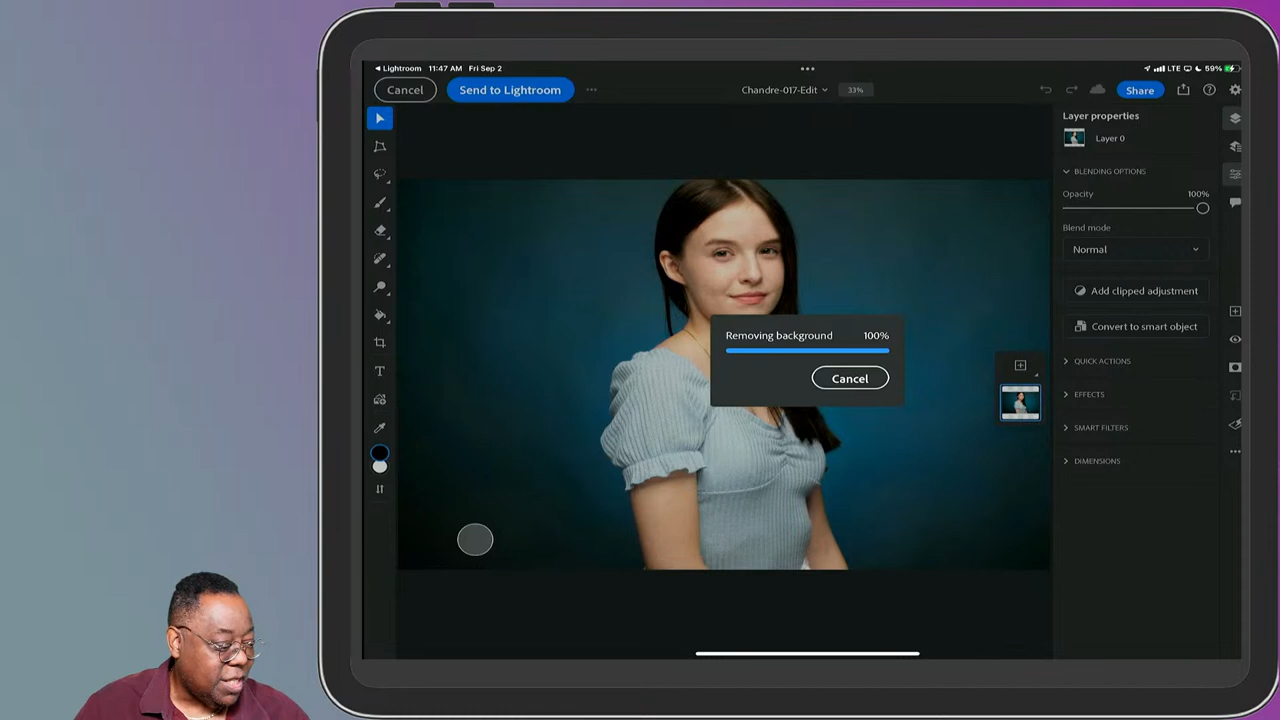 Lightroom 11:47 AM Fri Sep 2
LTE 59%
Cancel Send to Lightroom Chandre-017-Edit 33% Share
Layer properties
Layer 0
BLENDING OPTIONS
Opacity 100%
Blend mode
Normal
Add clipped adjustment
Convert to smart object
QUICK ACTIONS
EFFECTS
SMART FILTERS
DIMENSIONS
Removing background 100%
Cancel
T